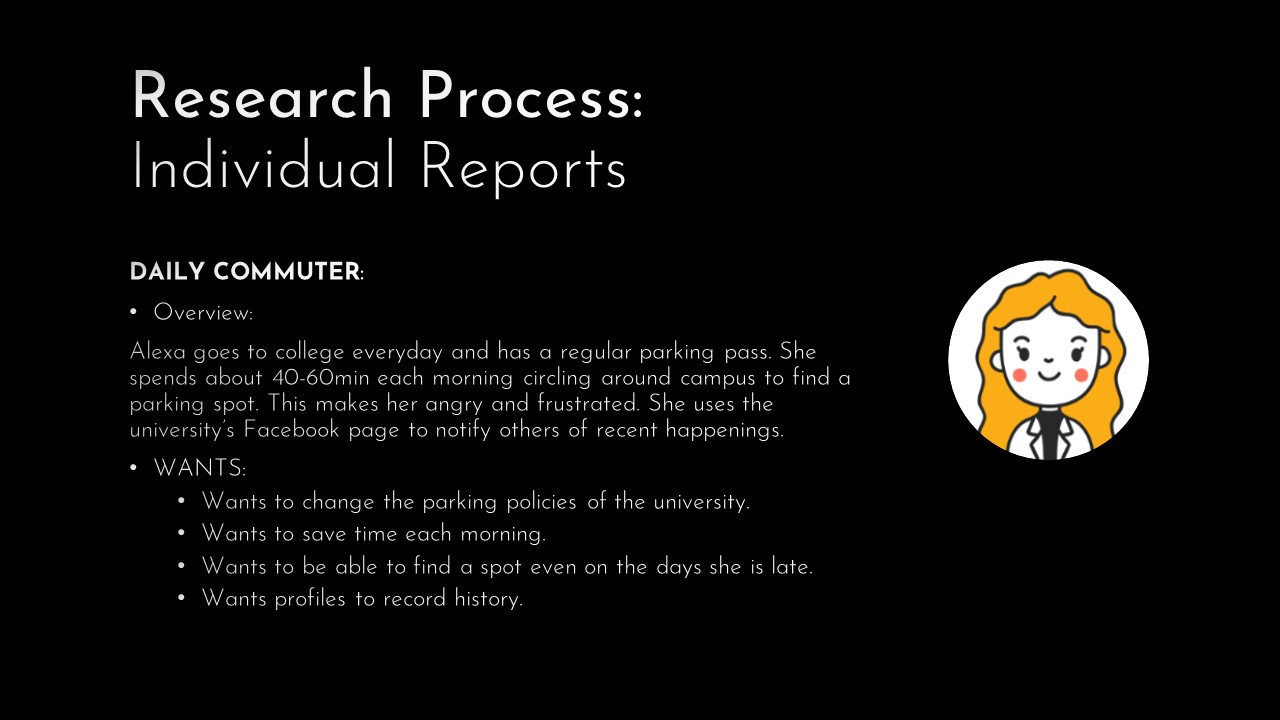 Research Process:
Individual Reports
DAILY COMMUTER:
• Overview:
Alexa goes to college everyday and has a regular parking pass. She
spends about 40-60min each morning circling around campus to find a
parking spot. This makes her angry and frustrated. She uses the
university's Facebook page to notify others of recent happenings.
• WANTS:
• Wants to change the parking policies of the university.
• Wants to save time each morning.
• Wants to be able to find a spot even on the days she is late.
• Wants profiles to record history.